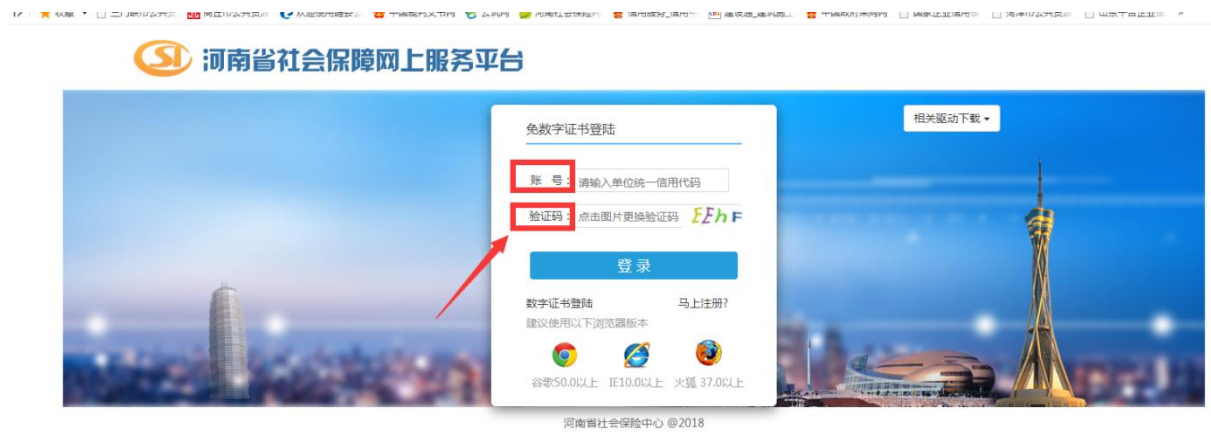 河南省社会保障网上服务平台
免数字证书登陆
相关驱动下载
账 号：请输入单位统一信用代码
验证码：点击图片更换验证码 EEhF
登录
数字证书登陆 马上注册?
建议使用以下浏览器版本
谷歌50.0以上 IE10.0以上 火狐 37.0以上
河南省社会保险中心 @2018